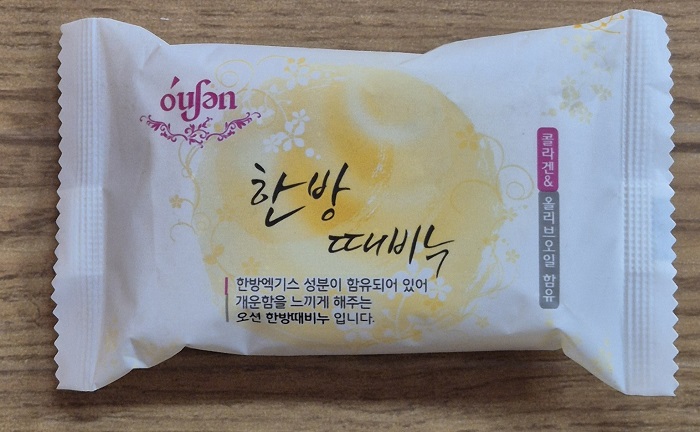 óuʃən
한방
때비누
한방엑기스 성분이 함유되어 있어
개운함을 느끼게 해주는
오션 한방때비누 입니다.
콜라겐&
올리브오일 함유